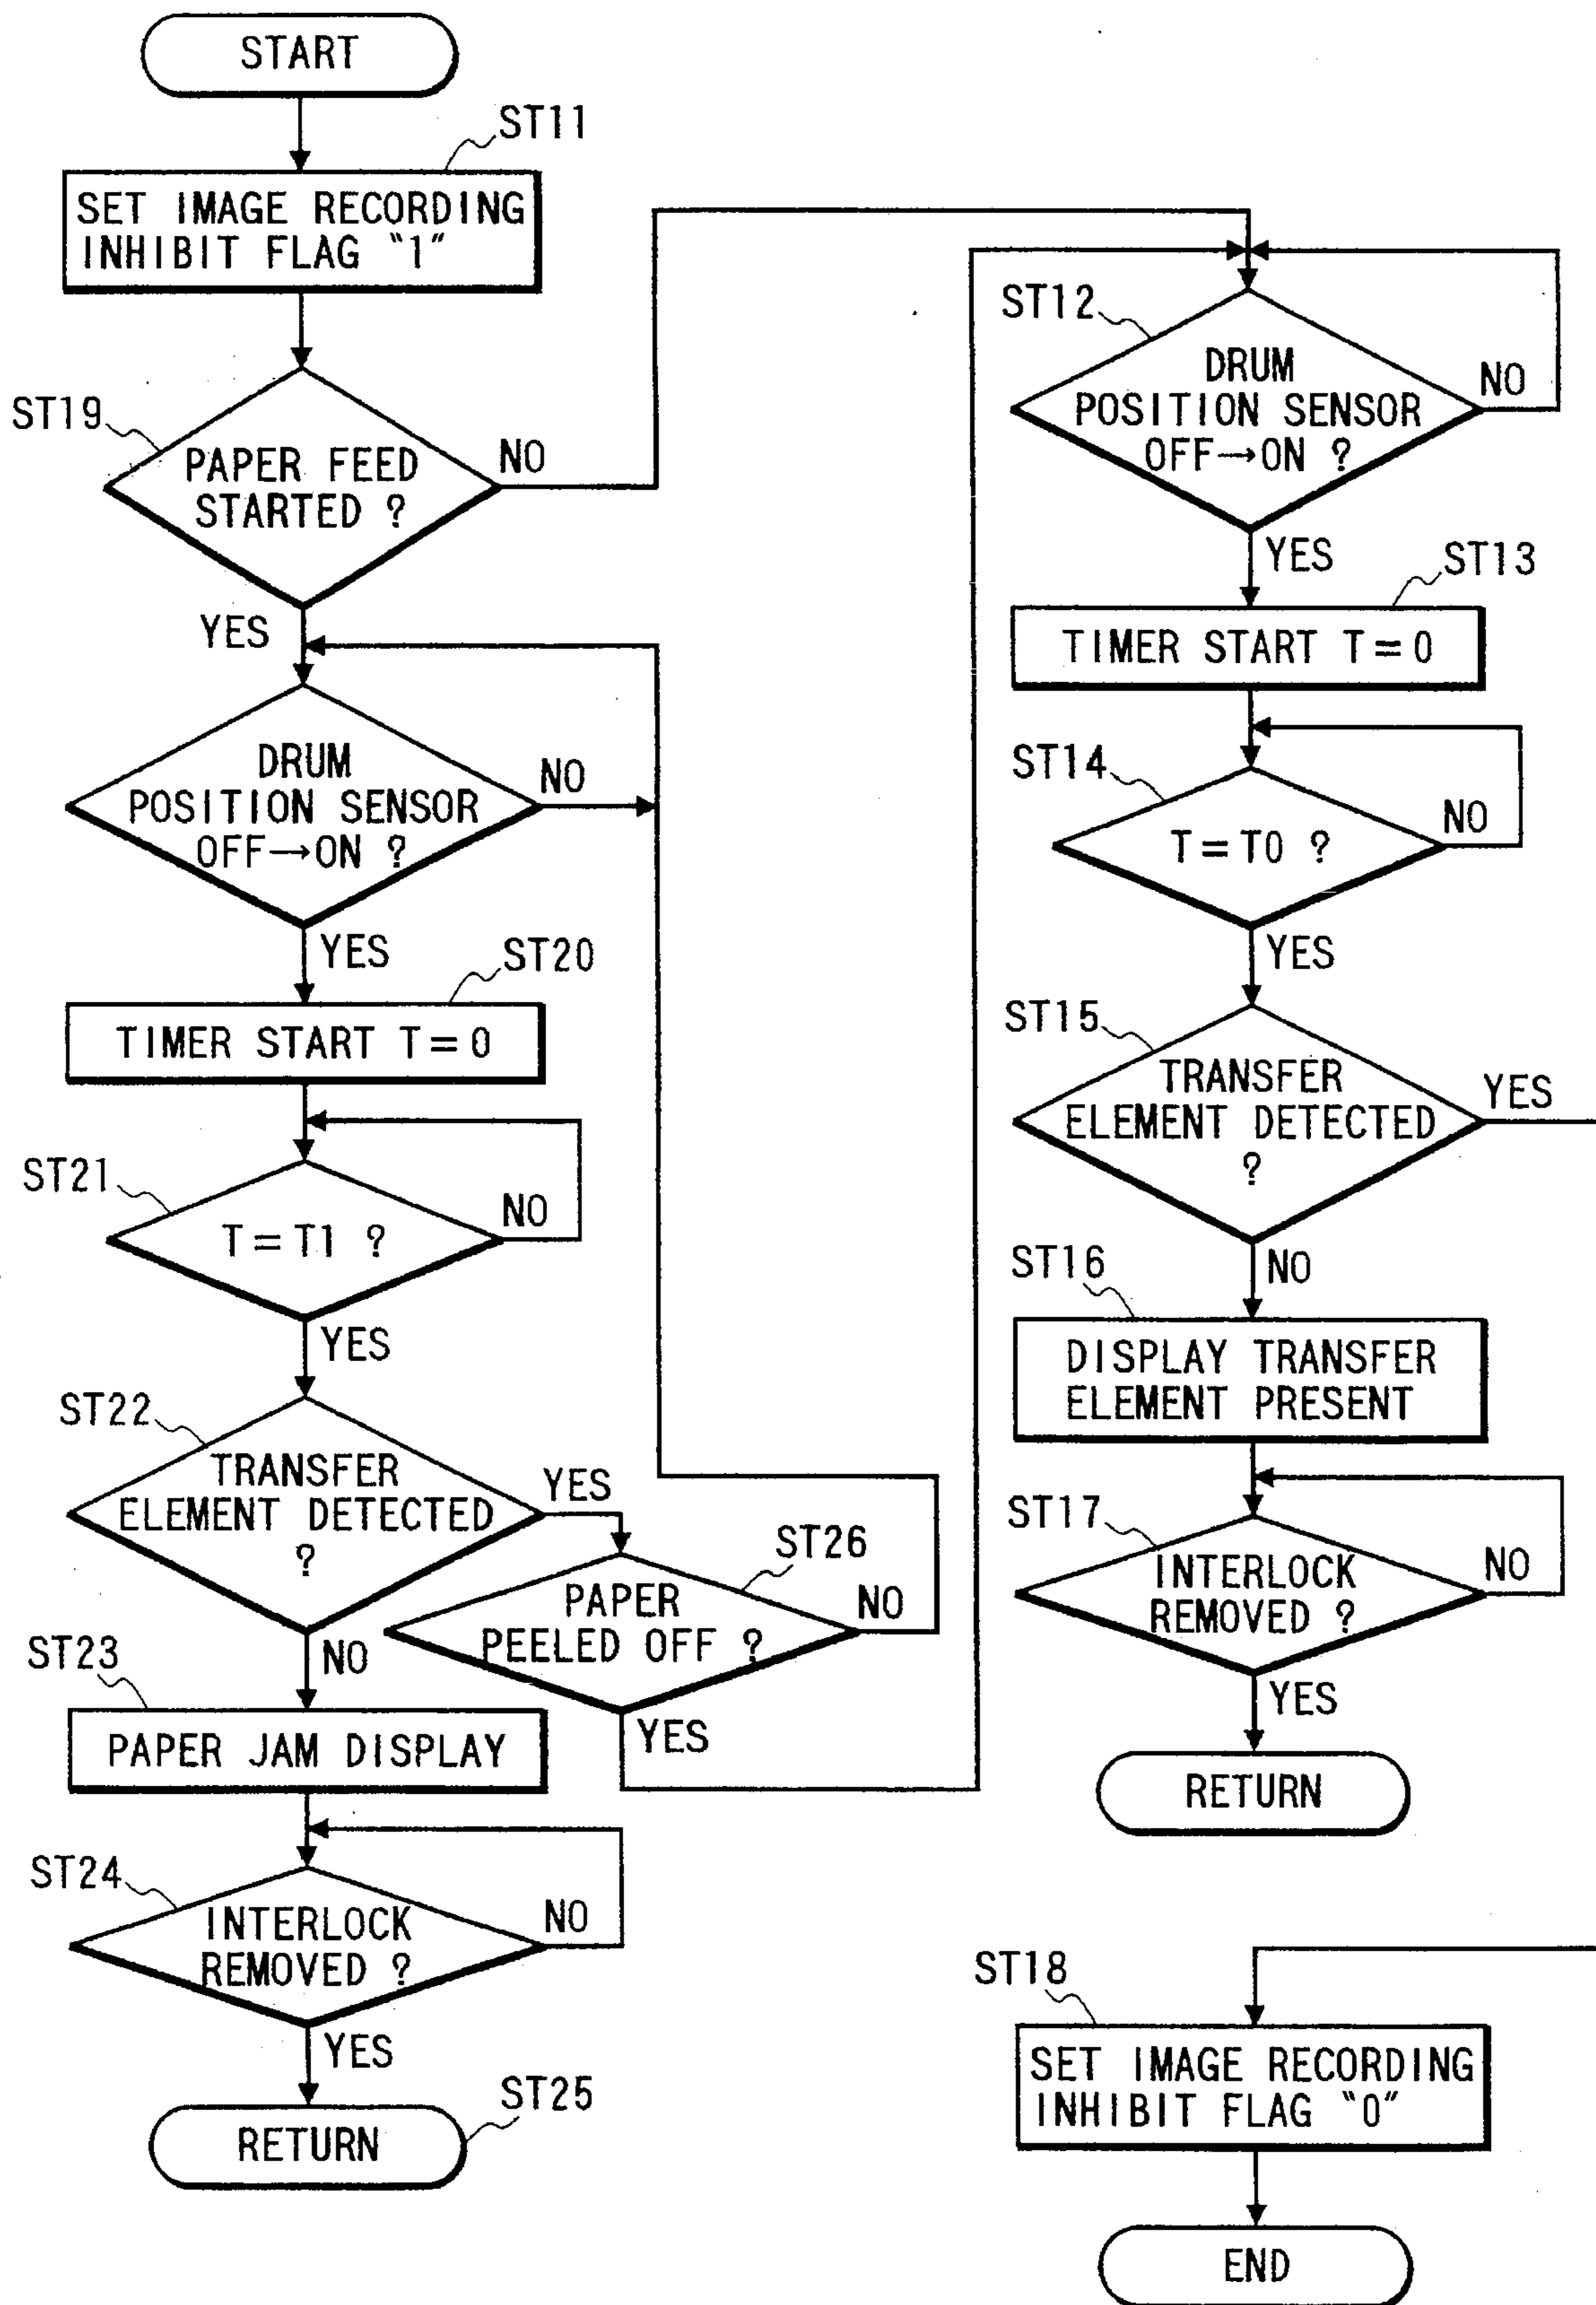 START
ST11
SET IMAGE RECORDING
INHIBIT FLAG “1”
ST19
PAPER FEED
STARTED ?
NO
YES
DRUM
POSITION SENSOR
OFF→ON ?
NO
YES
ST20
TIMER START T=0
ST21
T=T1 ?
NO
YES
ST22
TRANSFER
ELEMENT DETECTED
?
YES
NO
ST26
PAPER
PEELED OFF ?
NO
YES
ST23
PAPER JAM DISPLAY
ST24
INTERLOCK
REMOVED ?
NO
YES
ST25
RETURN
ST12
DRUM
POSITION SENSOR
OFF→ON ?
NO
YES
ST13
TIMER START T=0
ST14
T=T0 ?
NO
YES
ST15
TRANSFER
ELEMENT DETECTED
?
YES
NO
ST16
DISPLAY TRANSFER
ELEMENT PRESENT
ST17
INTERLOCK
REMOVED ?
NO
YES
RETURN
ST18
SET IMAGE RECORDING
INHIBIT FLAG “0”
END